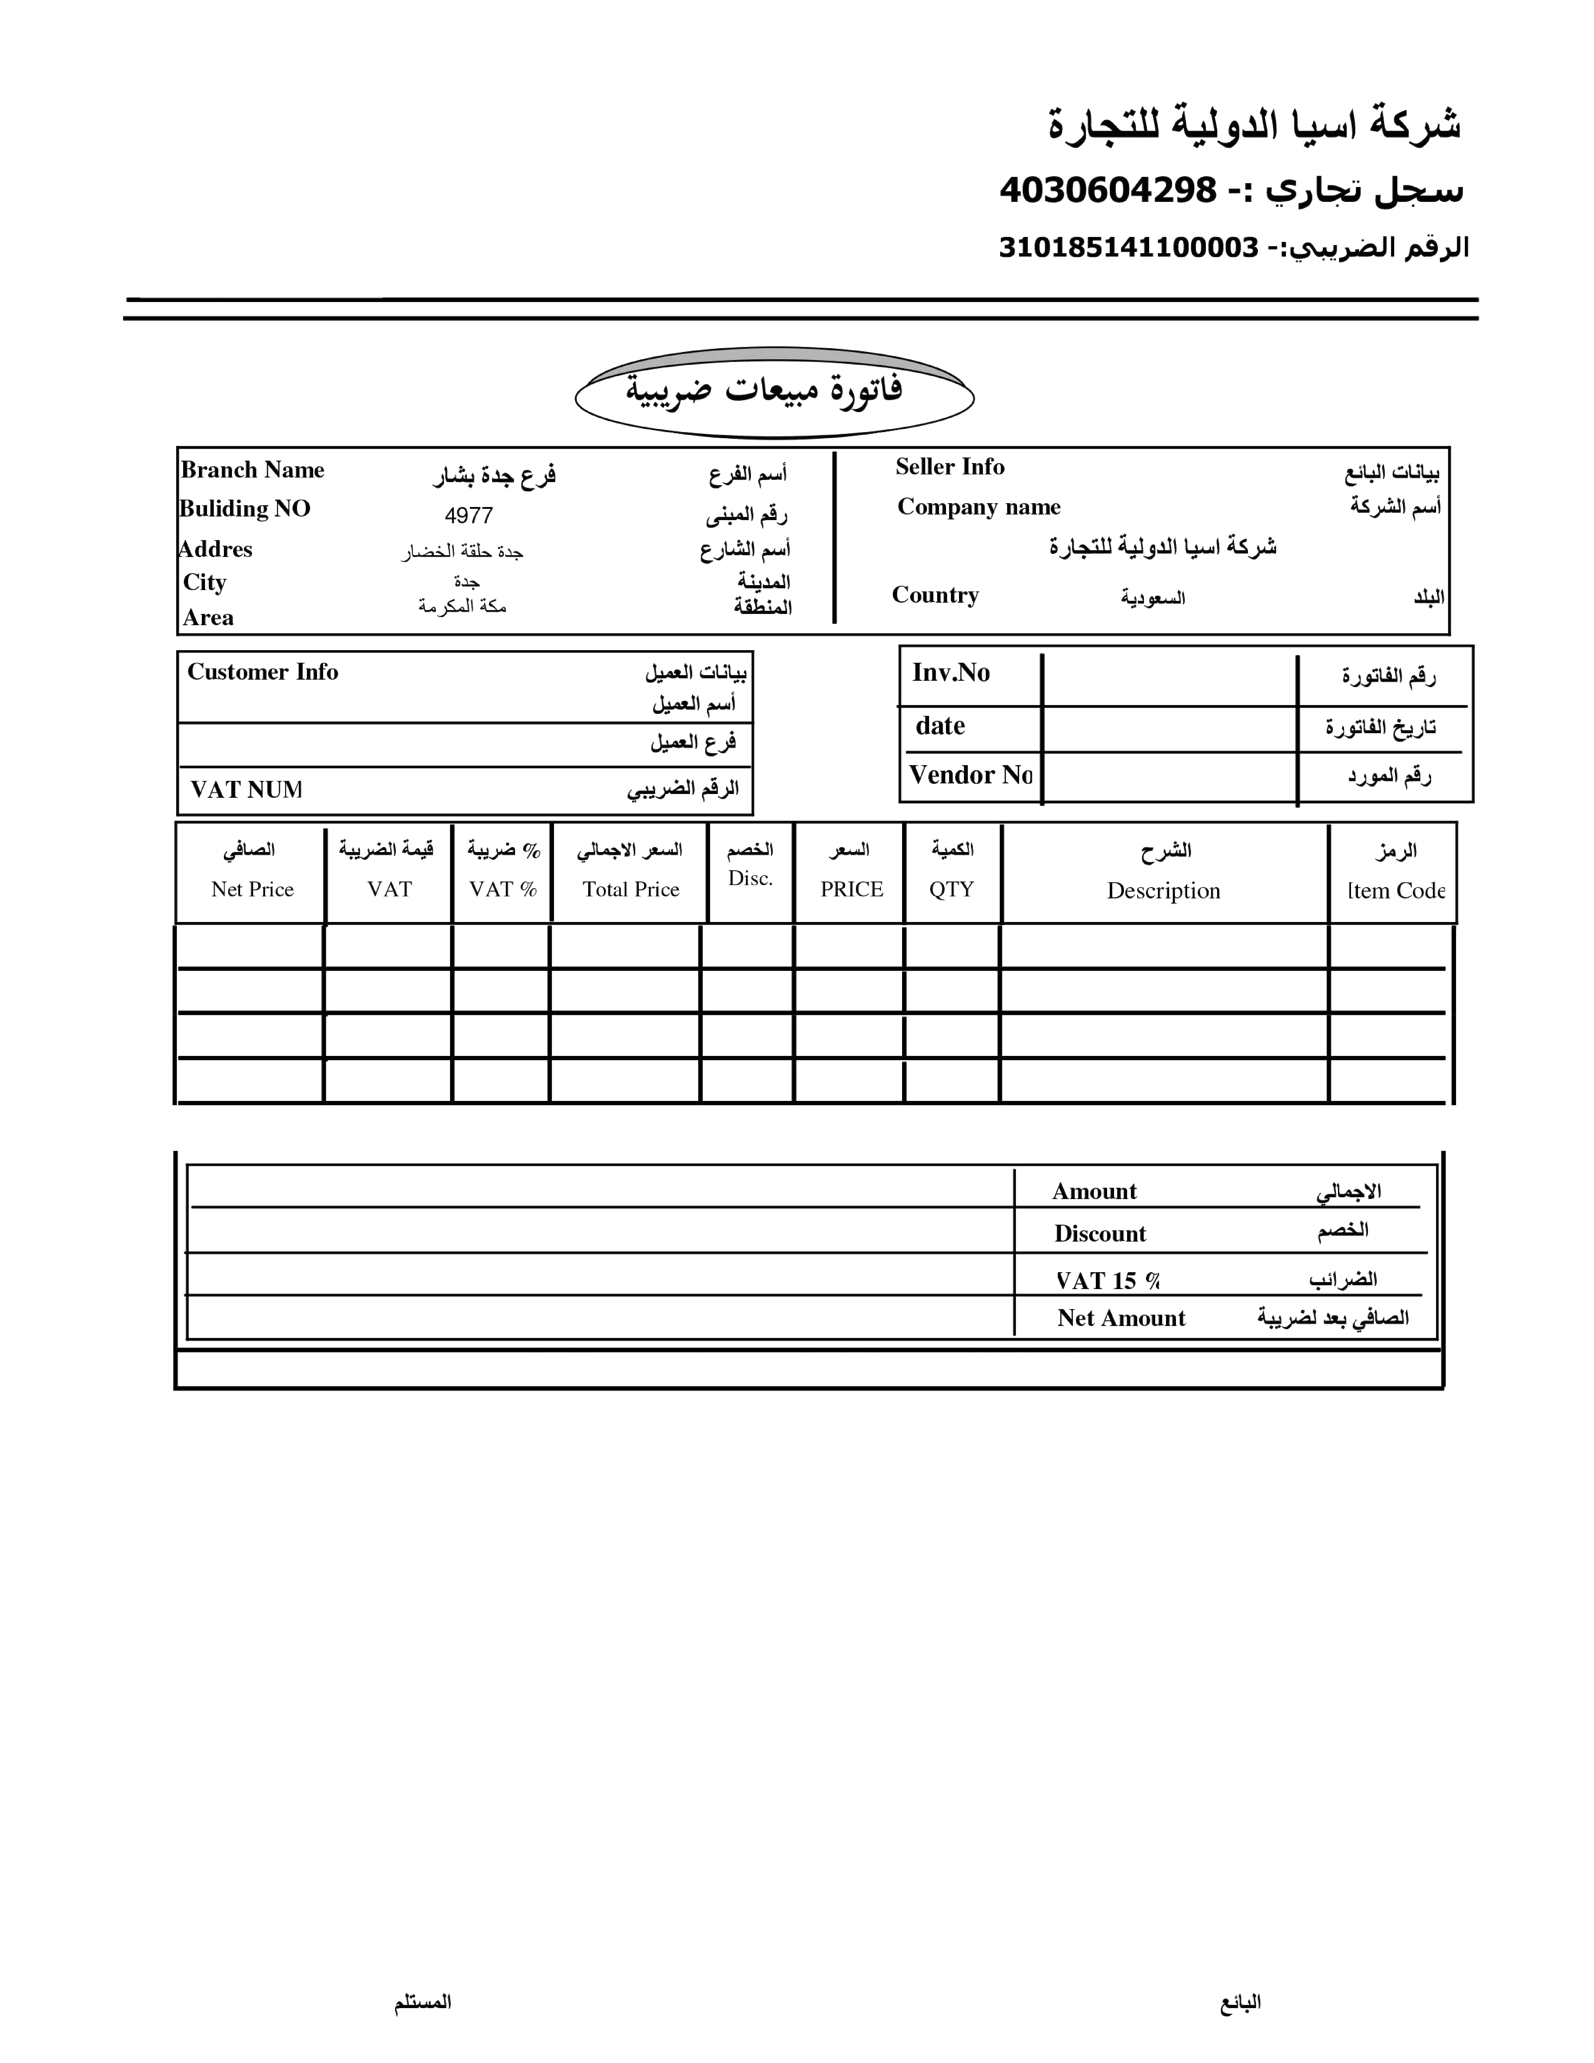 شركة اسيا الدولية للتجارة
سجل تجاري :- 4030604298
الرقم الضريبي:- 310185141100003
فاتورة مبيعات ضريبية
بيانات البائع Seller Info
أسم الشركة Company name
شركة اسيا الدولية للتجارة
البلد السعودية Country
أسم الفرع فرع جدة بشار Branch Name
رقم المبنى 4977 Buliding NO
أسم الشارع جدة حلقة الخضار Addres
المدينة جدة City
المنطقة مكة المكرمة Area
رقم الفاتورة Inv.No
تاريخ الفاتورة date
رقم المورد Vendor No
بيانات العميل Customer Info
أسم العميل
فرع العميل
الرقم الضريبي VAT NUM
الرمز الشرح الكمية السعر الخصم السعر الاجمالي ضريبة % قيمة الضريبة الصافي
Item Code Description QTY PRICE Disc. Total Price VAT % VAT Net Price
الاجمالي Amount
الخصم Discount
الضرائب VAT 15 %
الصافي بعد لضريبة Net Amount
البائع المستلم